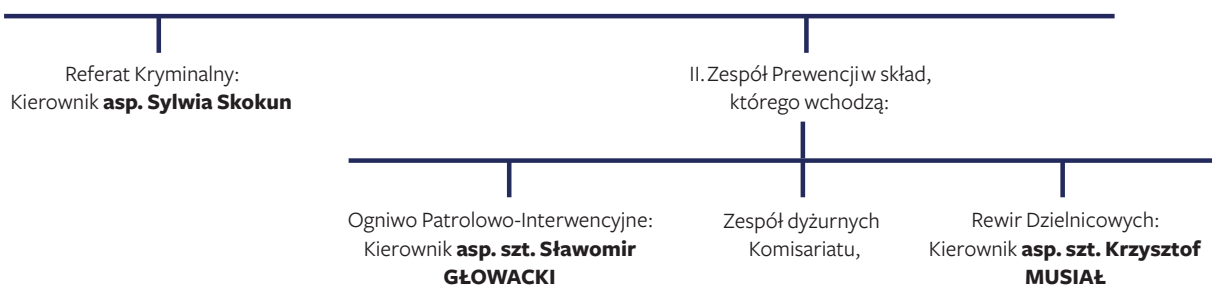 Referat Kryminalny:
Kierownik asp. Sylwia Skokun
II. Zespół Prewencji w skład,
którego wchodzą:
Ogniwo Patrolowo-Interwencyjne:
Kierownik asp. szt. Sławomir
GŁOWACKI
Zespół dyżurnych
Komisariatu,
Rewir Dzielnicowych:
Kierownik asp. szt. Krzysztof
MUSIAŁ